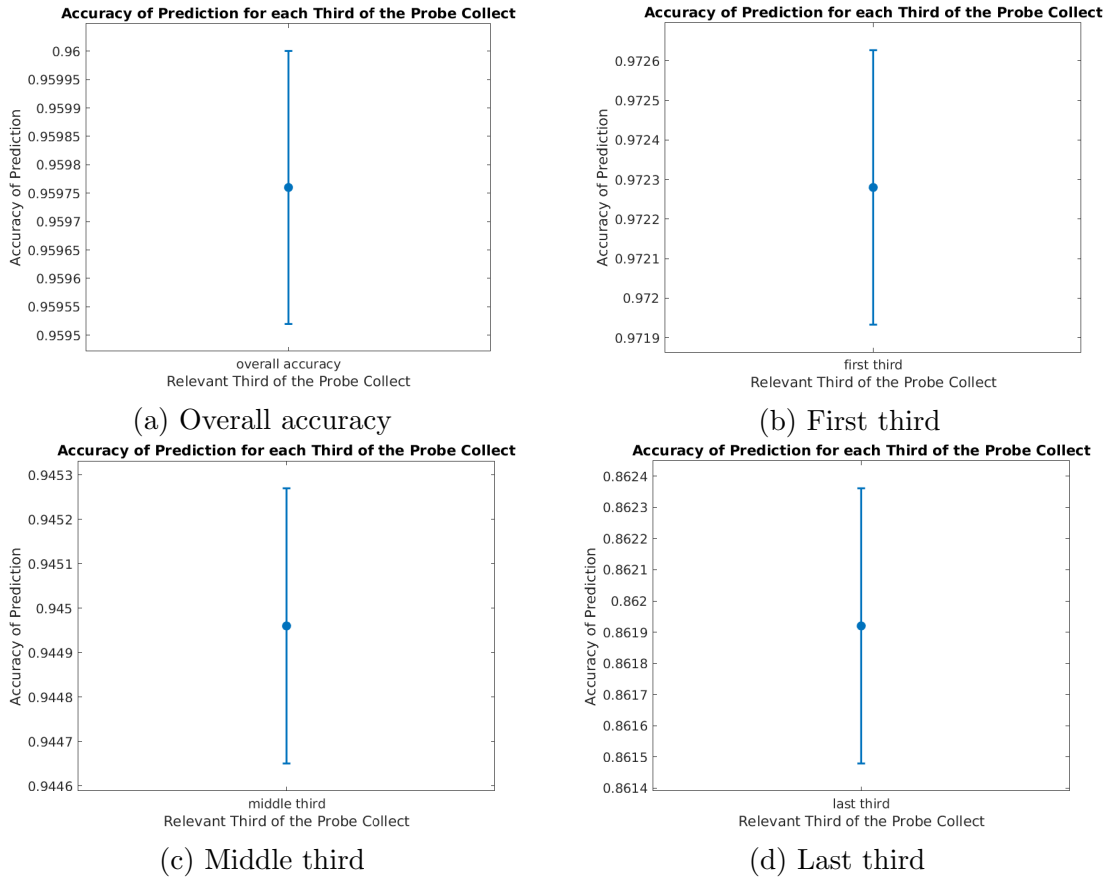 Accuracy of Prediction for each Third of the Probe Collect
0.96
0.95995
0.9599
0.95985
0.9598
0.95975
0.9597
0.95965
0.9596
0.95955
0.9595
Accuracy of Prediction
overall accuracy
Relevant Third of the Probe Collect
(a) Overall accuracy
Accuracy of Prediction for each Third of the Probe Collect
0.9726
0.9725
0.9724
0.9723
0.9722
0.9721
0.972
0.9719
Accuracy of Prediction
first third
Relevant Third of the Probe Collect
(b) First third
Accuracy of Prediction for each Third of the Probe Collect
0.9453
0.9452
0.9451
0.945
0.9449
0.9448
0.9447
0.9446
Accuracy of Prediction
middle third
Relevant Third of the Probe Collect
(c) Middle third
Accuracy of Prediction for each Third of the Probe Collect
0.8624
0.8623
0.8622
0.8621
0.862
0.8619
0.8618
0.8617
0.8616
0.8615
0.8614
Accuracy of Prediction
last third
Relevant Third of the Probe Collect
(d) Last third